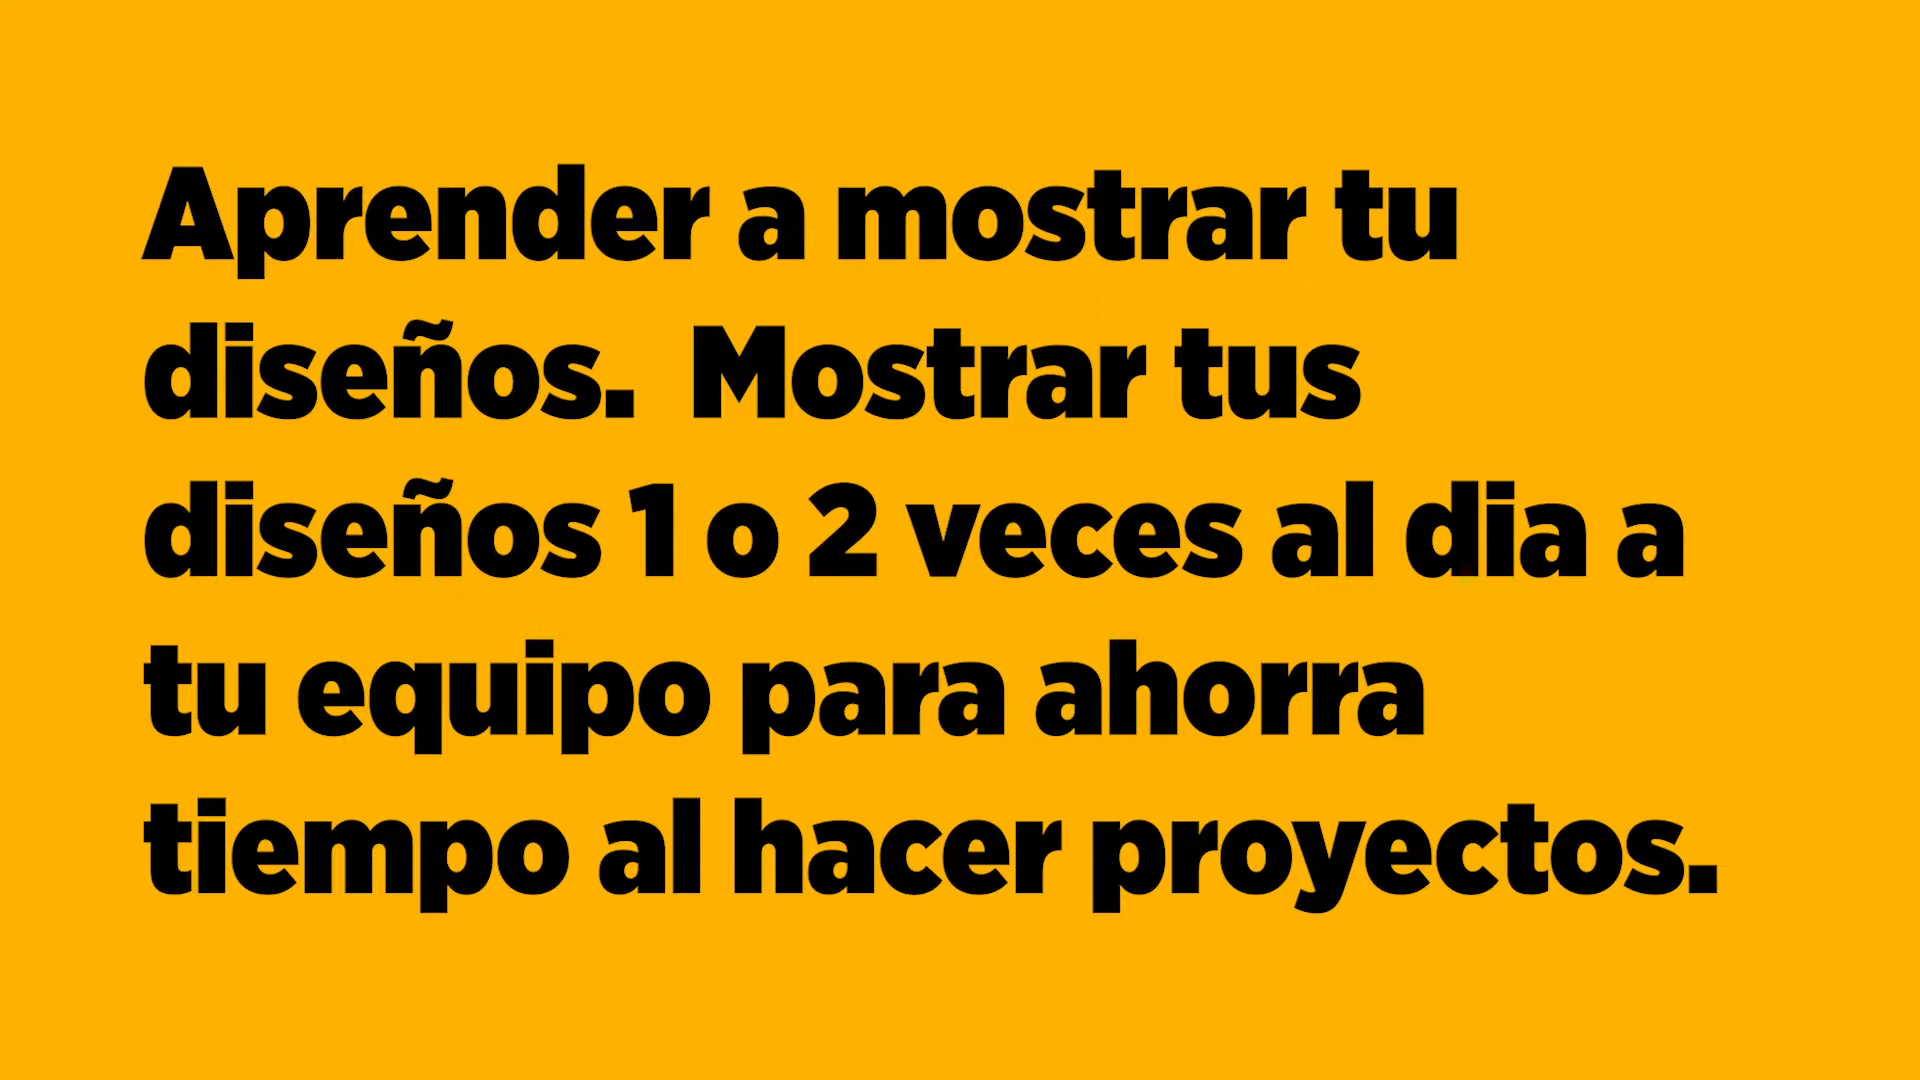 Aprender a mostrar tu
diseños.  Mostrar tus
diseños 1 o 2 veces al dia a
tu equipo para ahorra
tiempo al hacer proyectos.